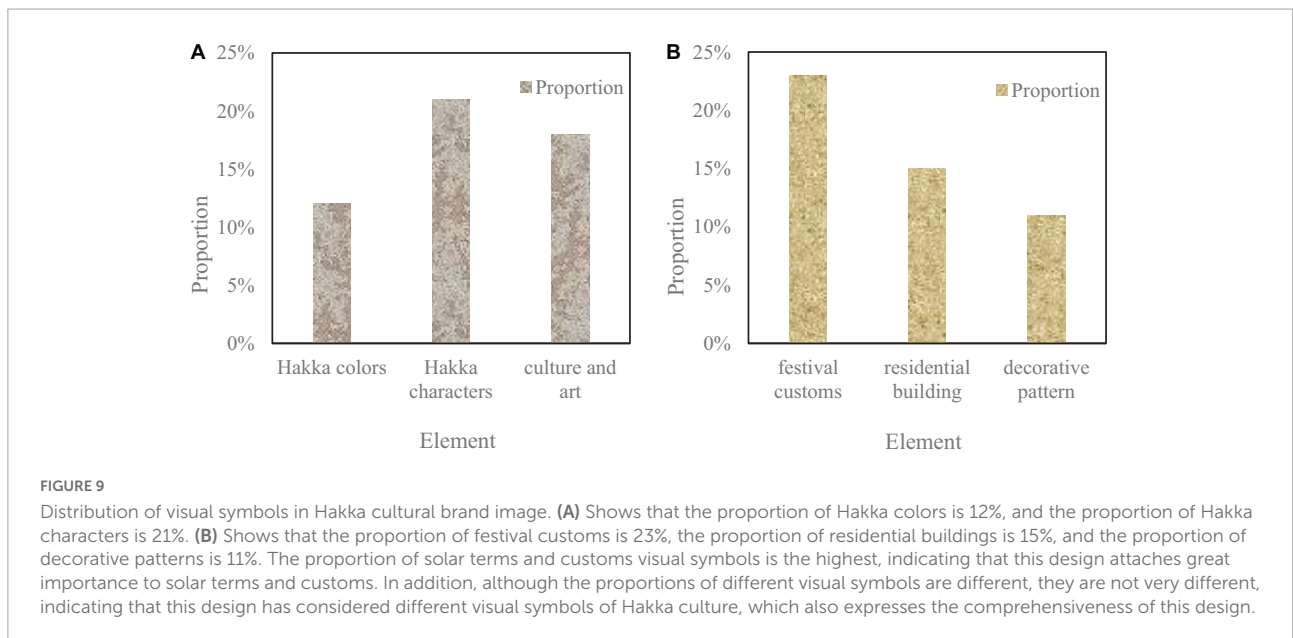 A
25%
20%
15%
10%
5%
0%
Proportion
Proportion
Hakka colors
Hakka
characters
culture and
art
Element
B
25%
20%
15%
10%
5%
0%
Proportion
Proportion
festival
customs
residential
building
decorative
pattern
Element
FIGURE 9
Distribution of visual symbols in Hakka cultural brand image. (A) Shows that the proportion of Hakka colors is 12%, and the proportion of Hakka
characters is 21%. (B) Shows that the proportion of festival customs is 23%, the proportion of residential buildings is 15%, and the proportion of
decorative patterns is 11%. The proportion of solar terms and customs visual symbols is the highest, indicating that this design attaches great
importance to solar terms and customs. In addition, although the proportions of different visual symbols are different, they are not very different,
indicating that this design has considered different visual symbols of Hakka culture, which also expresses the comprehensiveness of this design.